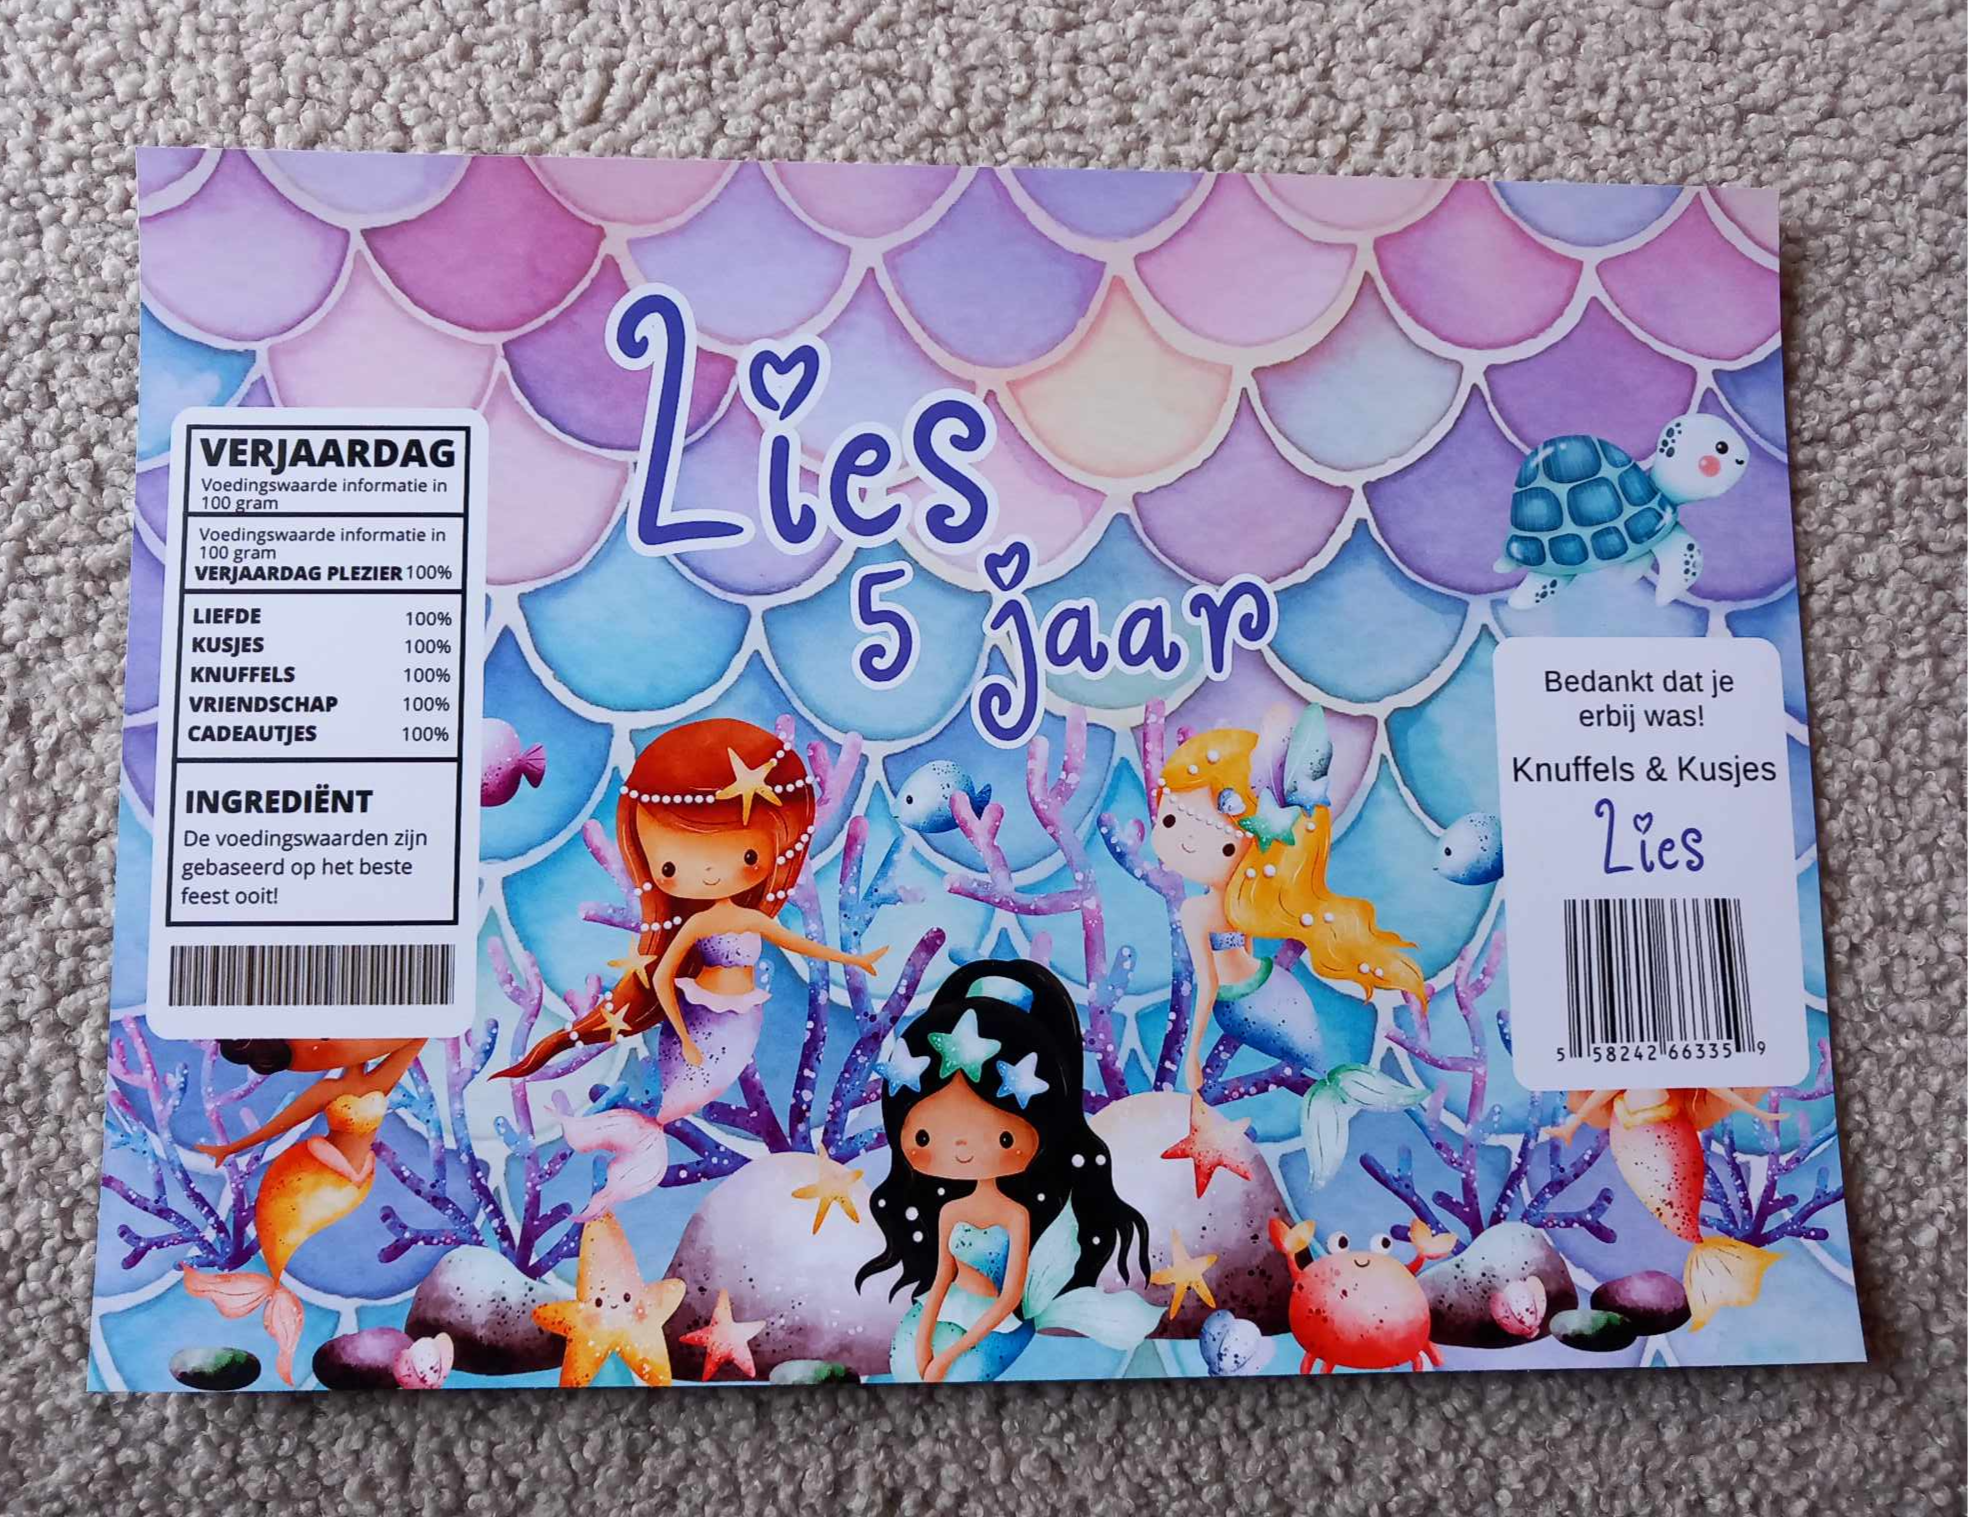 Lies
5 jaar
VERJAARDAG
Voedingswaarde informatie in
100 gram
Voedingswaarde informatie in
100 gram
VERJAARDAG PLEZIER 100%
LIEFDE 100%
KUSJES 100%
KNUFFELS 100%
VRIENDSCHAP 100%
CADEAUTJES 100%
INGREDIËNT
De voedingswaarden zijn
gebaseerd op het beste
feest ooit!
Bedankt dat je
erbij was!
Knuffels & Kusjes
Lies
5 58242 66335 9